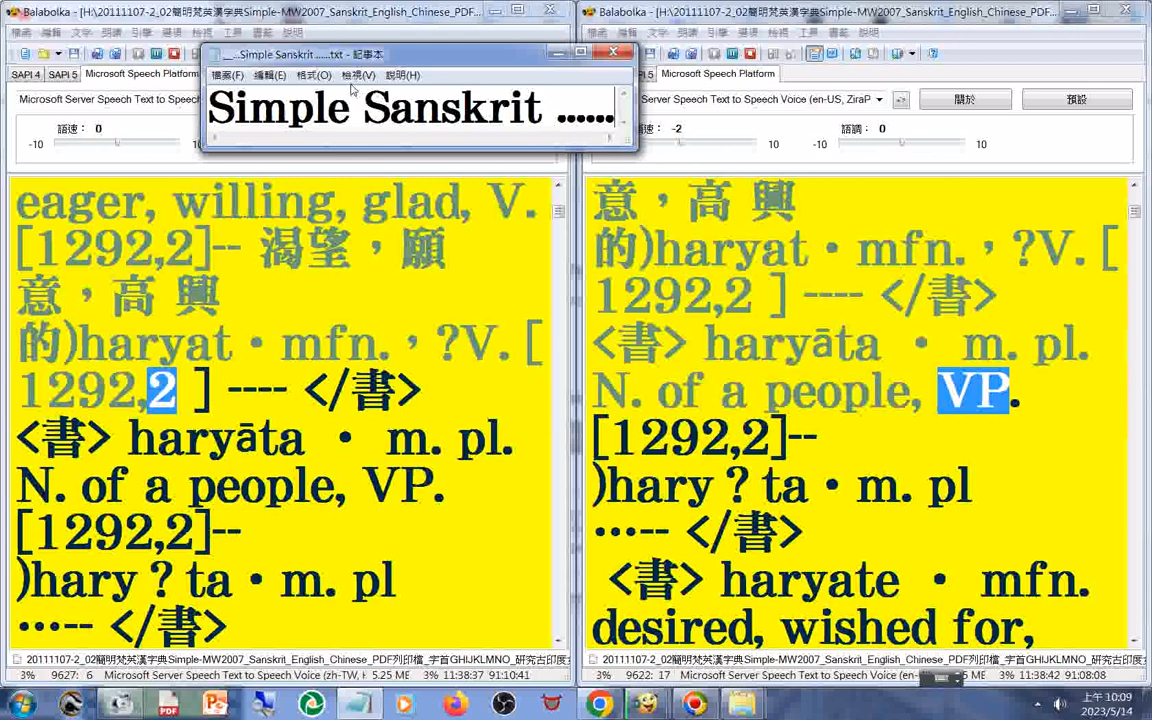 Balabolka - [H:\20111107-2_02簡明梵英漢字典Simple-MW2007_Sanskrit_English_Chinese_PDF...
Balabolka - [H:\20111107-2_02簡明梵英漢字典Simple-MW2007_Sanskrit_English_Chinese_PDF...
__...Simple Sanskrit ......txt - 記事本
檔案(F) 編輯(E) 格式(O) 檢視(V) 說明(H)
Simple Sanskrit ......
SAPI 4 SAPI 5 Microsoft Speech Platform
Microsoft Server Speech Text to Speech
語速： 0
-10
I 5 Microsoft Speech Platform
Server Speech Text to Speech Voice (en-US, ZiraP
關於
預設
語速： -2
語調： 0
10 -10 10
eager, willing, glad, V.
[1292,2]-- 渴望，願
意，高 興
的)haryat・mfn.，?V. [
1292,2 ] ---- </書>
<書> haryāta ・ m. pl.
N. of a people, VP.
[1292,2]--
)hary？ta・m. pl
…-- </書>
意，高 興
的)haryat・mfn.，?V. [
1292,2 ] ---- </書>
<書> haryāta ・ m. pl.
N. of a people, VP.
[1292,2]--
)hary？ta・m. pl
…-- </書>
<書> haryate ・ mfn.
desired, wished for,
20111107-2_02簡明梵英漢字典Simple-MW2007_Sanskrit_English_Chinese_PDF列印檔_字首GHIJKLMNO_研究古印度
20111107-2_02簡明梵英漢字典Simple-MW2007_Sanskrit_English_Chinese_PDF列印檔_字首GHIJKLMNO_研究古印度
3% 9627: 6 Microsoft Server Speech Text to Speech Voice (zh-TW, H 5.25 ME 3% 11:38:37 91:10:41
3% 9622: 17 Microsoft Server Speech Text to Speech Voice (en- 5.25 MB 3% 11:38:42 91:08:08
上午 10:09
2023/5/14